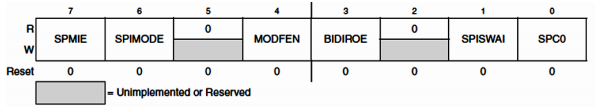 7 6 5 4 3 2 1 0
R SPMIE SPIMODE 0 MODFEN BIDIROE 0 SPISWAI SPC0
W
Reset 0 0 0 0 0 0 0 0
= Unimplemented or Reserved